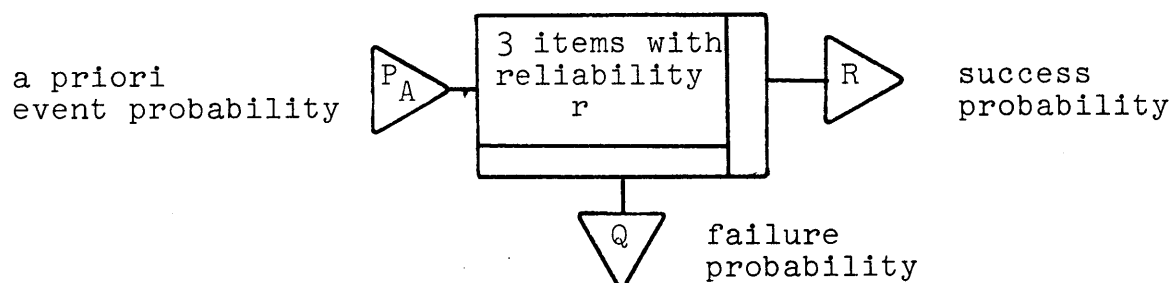 a priori
event probability
P_A
3 items with
reliability
r
R
success
probability
Q
failure
probability